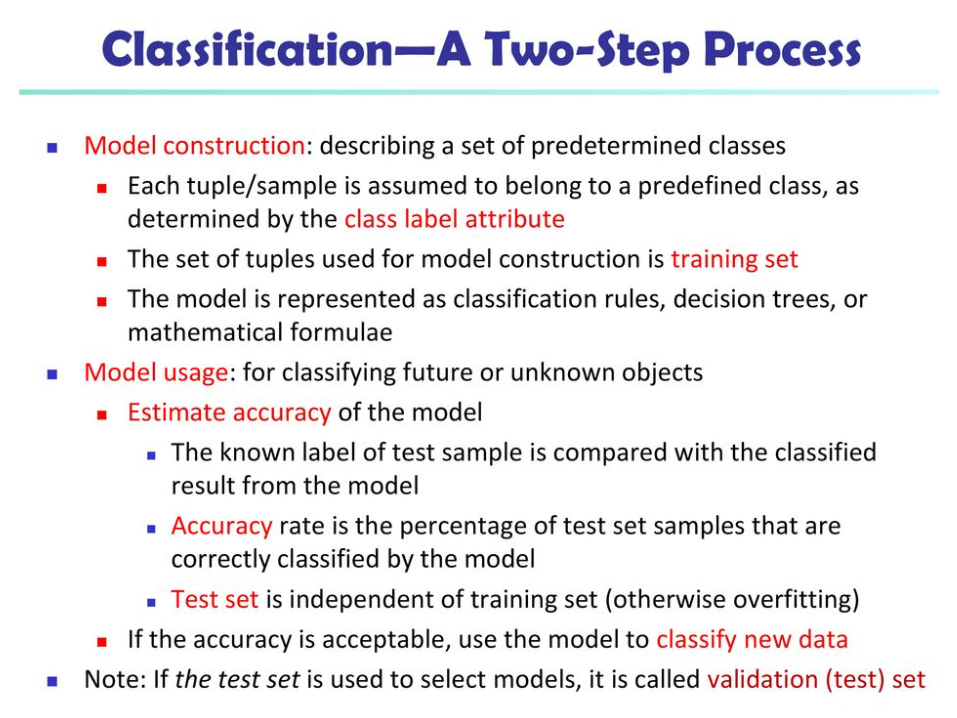 Classification—A Two-Step Process
Model construction: describing a set of predetermined classes
Each tuple/sample is assumed to belong to a predefined class, as
determined by the class label attribute
The set of tuples used for model construction is training set
The model is represented as classification rules, decision trees, or
mathematical formulae
Model usage: for classifying future or unknown objects
Estimate accuracy of the model
The known label of test sample is compared with the classified
result from the model
Accuracy rate is the percentage of test set samples that are
correctly classified by the model
Test set is independent of training set (otherwise overfitting)
If the accuracy is acceptable, use the model to classify new data
Note: If the test set is used to select models, it is called validation (test) set